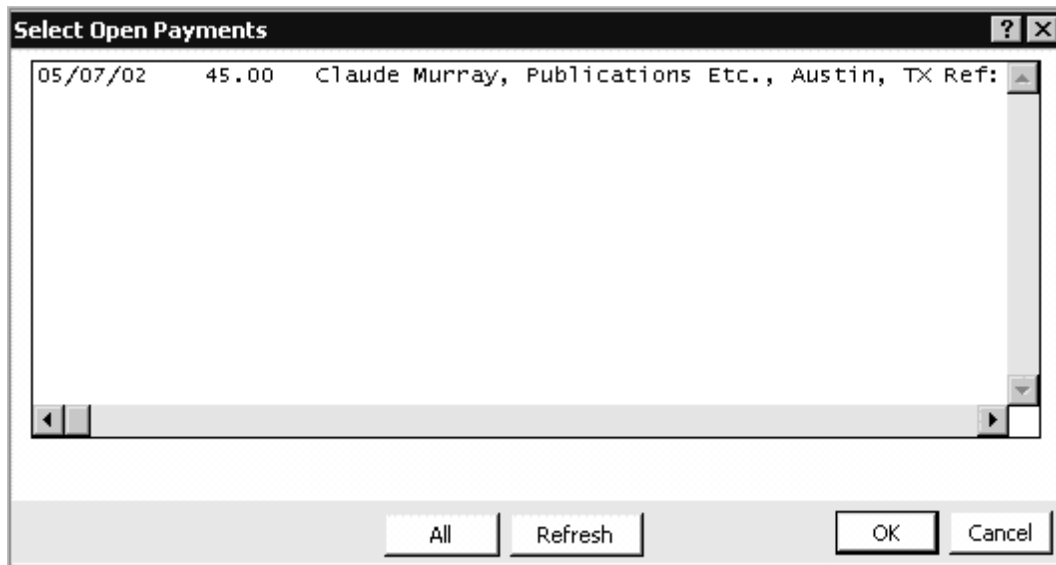 Select Open Payments
05/07/02 45.00 Claude Murray, Publications Etc., Austin, TX Ref:
All Refresh OK Cancel